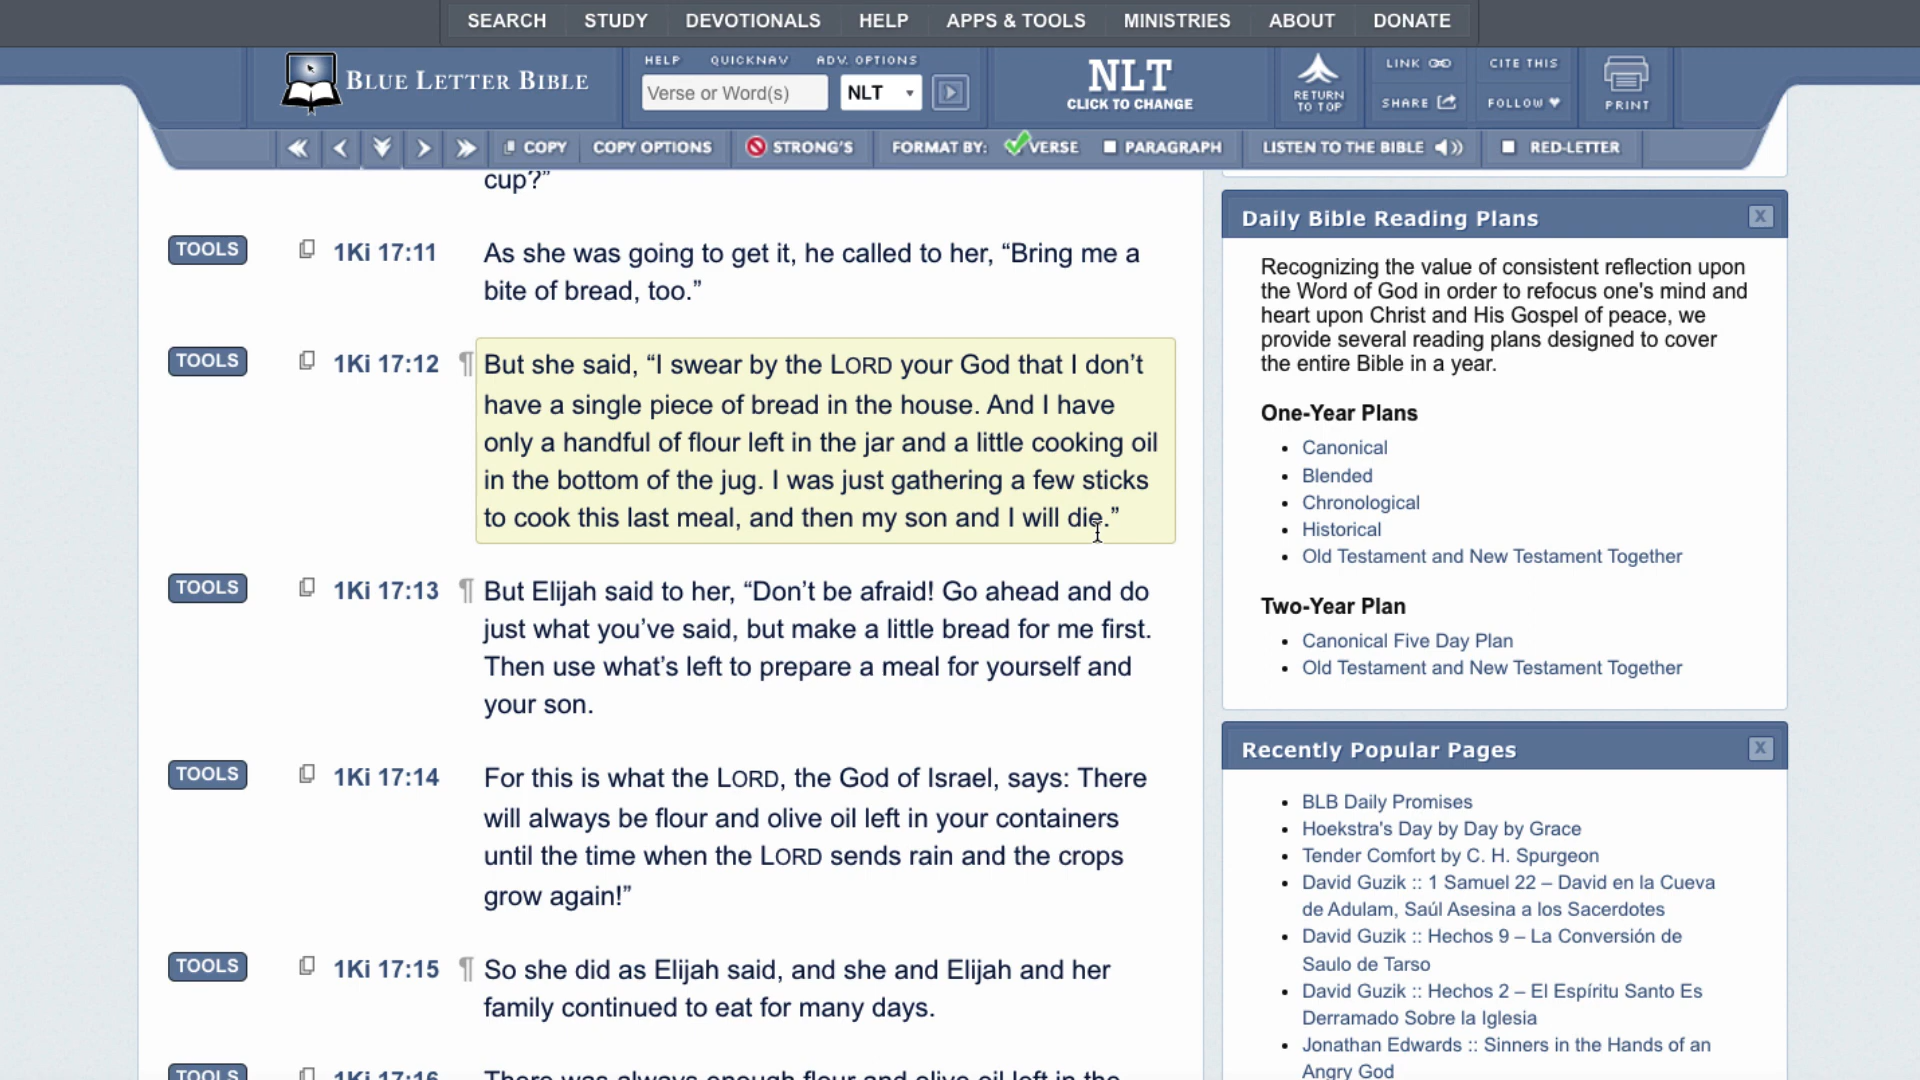 SEARCH STUDY DEVOTIONALS HELP APPS & TOOLS MINISTRIES ABOUT DONATE
BLUE LETTER BIBLE
HELP QUICKNAV ADV. OPTIONS
Verse or Word(s) NLT
NLT
CLICK TO CHANGE
RETURN
TO TOP
LINK
SHARE
CITE THIS
FOLLOW
PRINT
COPY COPY OPTIONS STRONG'S FORMAT BY: VERSE PARAGRAPH LISTEN TO THE BIBLE RED-LETTER
cup?”
TOOLS 1Ki 17:11 As she was going to get it, he called to her, “Bring me a
bite of bread, too.”
TOOLS 1Ki 17:12 ¶ But she said, “I swear by the LORD your God that I don’t
have a single piece of bread in the house. And I have
only a handful of flour left in the jar and a little cooking oil
in the bottom of the jug. I was just gathering a few sticks
to cook this last meal, and then my son and I will die.”
TOOLS 1Ki 17:13 ¶ But Elijah said to her, “Don’t be afraid! Go ahead and do
just what you’ve said, but make a little bread for me first.
Then use what’s left to prepare a meal for yourself and
your son.
TOOLS 1Ki 17:14 For this is what the LORD, the God of Israel, says: There
will always be flour and olive oil left in your containers
until the time when the LORD sends rain and the crops
grow again!”
TOOLS 1Ki 17:15 ¶ So she did as Elijah said, and she and Elijah and her
family continued to eat for many days.
TOOLS 1Ki 17:16 There was always enough flour and olive oil left in the
Daily Bible Reading Plans X
Recognizing the value of consistent reflection upon
the Word of God in order to refocus one's mind and
heart upon Christ and His Gospel of peace, we
provide several reading plans designed to cover
the entire Bible in a year.
One-Year Plans
• Canonical
• Blended
• Chronological
• Historical
• Old Testament and New Testament Together
Two-Year Plan
• Canonical Five Day Plan
• Old Testament and New Testament Together
Recently Popular Pages X
• BLB Daily Promises
• Hoekstra's Day by Day by Grace
• Tender Comfort by C. H. Spurgeon
• David Guzik :: 1 Samuel 22 – David en la Cueva
de Adulam, Saúl Asesina a los Sacerdotes
• David Guzik :: Hechos 9 – La Conversión de
Saulo de Tarso
• David Guzik :: Hechos 2 – El Espíritu Santo Es
Derramado Sobre la Iglesia
• Jonathan Edwards :: Sinners in the Hands of an
Angry God